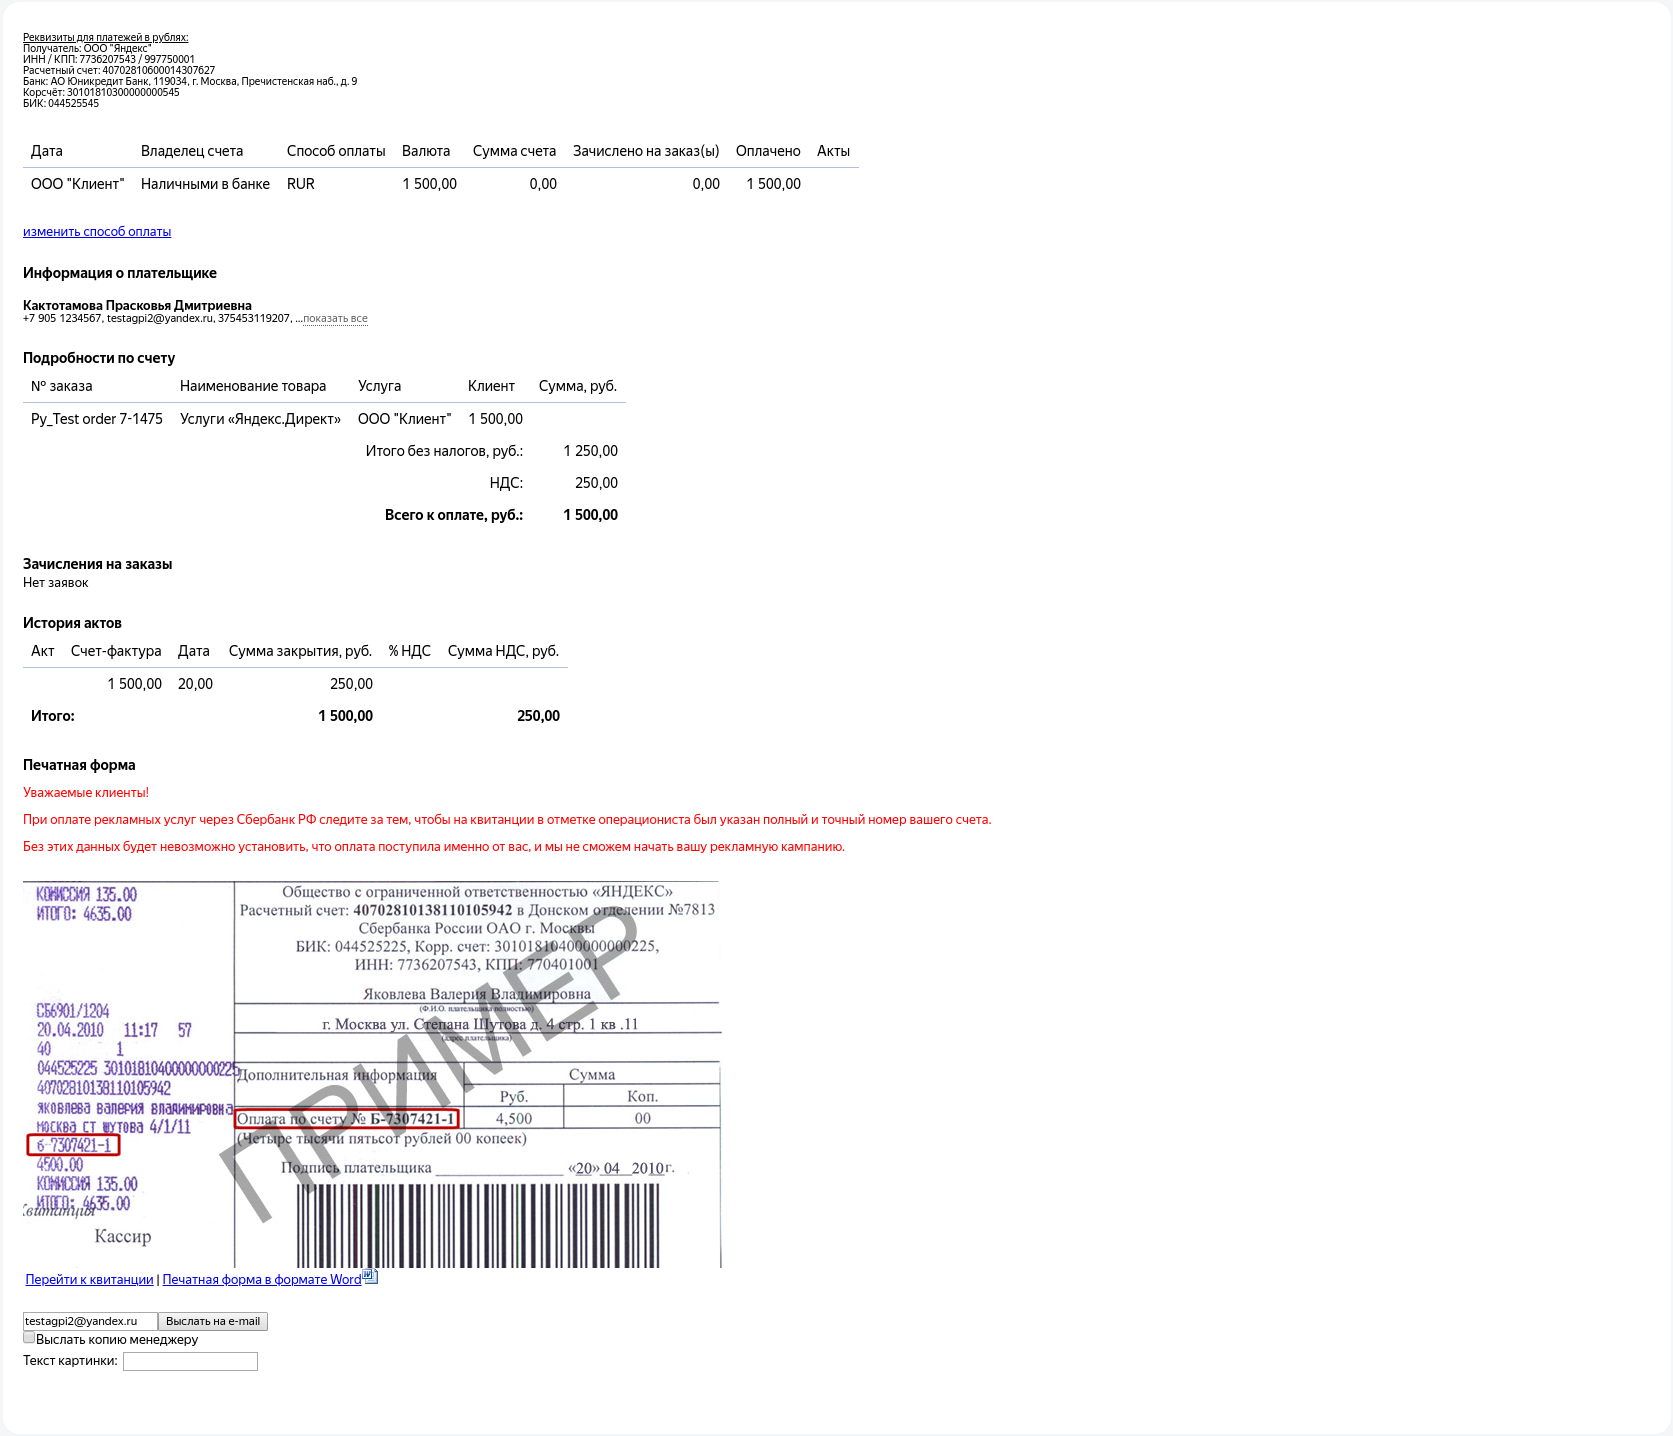 Реквизиты для платежей в рублях:
Получатель: ООО "Яндекс"
ИНН / КПП: 7736207543 / 997750001
Расчетный счет: 40702810600014307627
Банк: АО Юникредит Банк, 119034, г. Москва, Пречистенская наб., д. 9
Корсчёт: 30101810300000000545
БИК: 044525545
Дата Владелец счета Способ оплаты Валюта Сумма счета Зачислено на заказ(ы) Оплачено Акты
ООО "Клиент" Наличными в банке RUR 1 500,00 0,00 0,00 1 500,00
изменить способ оплаты
Информация о плательщике
Кактотамова Прасковья Дмитриевна
+7 905 1234567, testagpi2@yandex.ru, 375453119207, ...показать все
Подробности по счету
№ заказа Наименование товара Услуга Клиент Сумма, руб.
Py_Test order 7-1475 Услуги «Яндекс.Директ» ООО "Клиент" 1 500,00
Итого без налогов, руб.: 1 250,00
НДС: 250,00
Всего к оплате, руб.: 1 500,00
Зачисления на заказы
Нет заявок
История актов
Акт Счет-фактура Дата Сумма закрытия, руб. % НДС Сумма НДС, руб.
1 500,00 20,00 250,00
Итого: 1 500,00 250,00
Печатная форма
Уважаемые клиенты!
При оплате рекламных услуг через Сбербанк РФ следите за тем, чтобы на квитанции в отметке операциониста был указан полный и точный номер вашего счета.
Без этих данных будет невозможно установить, что оплата поступила именно от вас, и мы не сможем начать вашу рекламную кампанию.
КОМИССИЯ 135.00
ИТОГО: 4635.00
СБ6901/1204
20.04.2010 11:17 57
40 1
044525225 30101810400000000225
40702810138110105942
яковлева валерия владимировна
москва ст шутова 4/1/11
б-7307421-1
4500.00
КОМИССИЯ 135.00
ИТОГО: 4635.00
Квитанция
Кассир
Общество с ограниченной ответственностью «ЯНДЕКС»
Расчетный счет: 40702810138110105942 в Донском отделении №7813
Сбербанка России ОАО г. Москвы
БИК: 044525225, Корр. счет: 30101810400000000225,
ИНН: 7736207543, КПП: 770401001
Яковлева Валерия Владимировна
(Ф.И.О. плательщика полностью)
г. Москва ул. Степана Шутова д. 4 стр. 1 кв .11
(адрес плательщика)
Дополнительная информация Сумма
Руб. Коп.
Оплата по счету № Б-7307421-1 4,500 00
(Четыре тысячи пятьсот рублей 00 копеек)
Подпись плательщика «20» 04 2010г.
ПРИМЕР
Перейти к квитанции | Печатная форма в формате Word
testagpi2@yandex.ru Выслать на e-mail
Выслать копию менеджеру
Текст картинки: